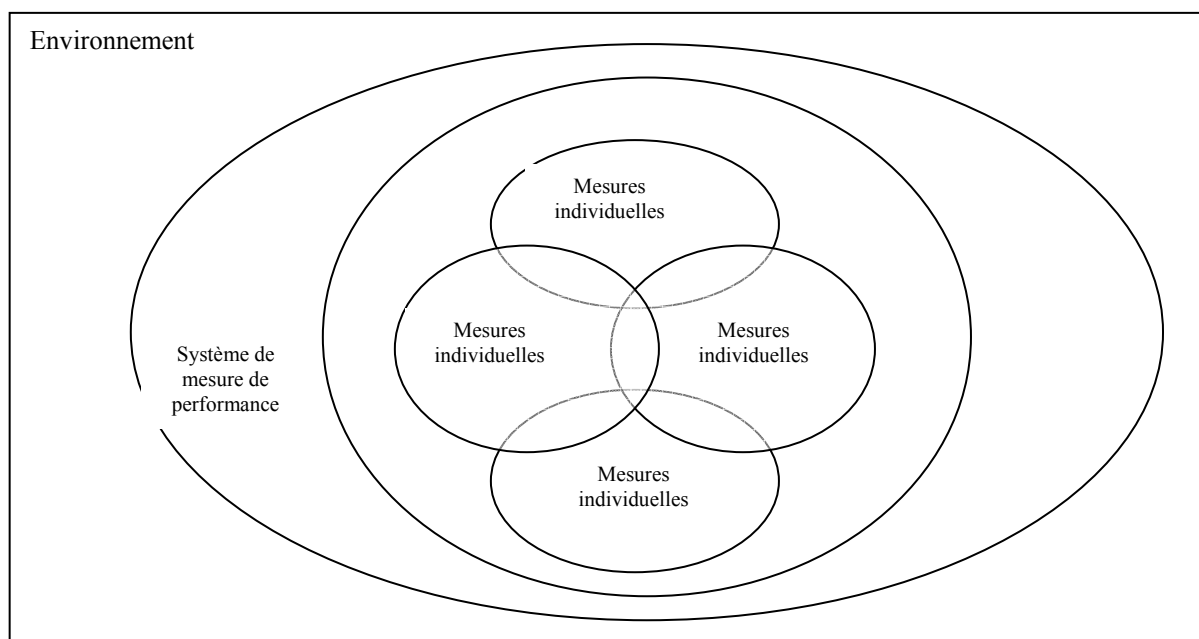 Environnement
Mesures
individuelles
Mesures
individuelles
Mesures
individuelles
Système de
mesure de
performance
Mesures
individuelles